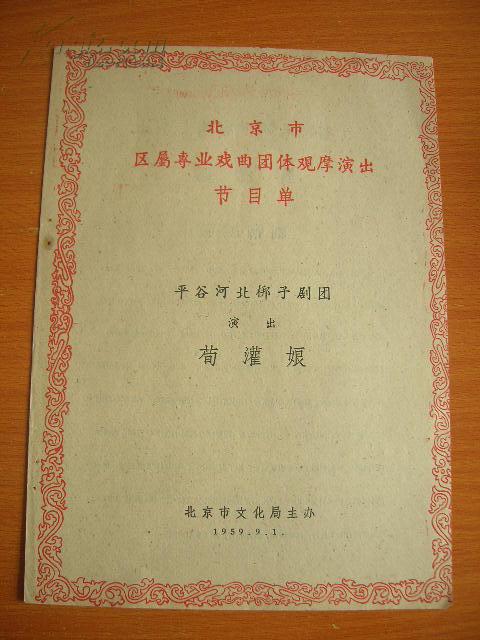 北京市
区属专业戏曲团体观摩演出
节目单
平谷河北梆子剧团
演出
荀灌娘
北京市文化局主办
1959.9.1.